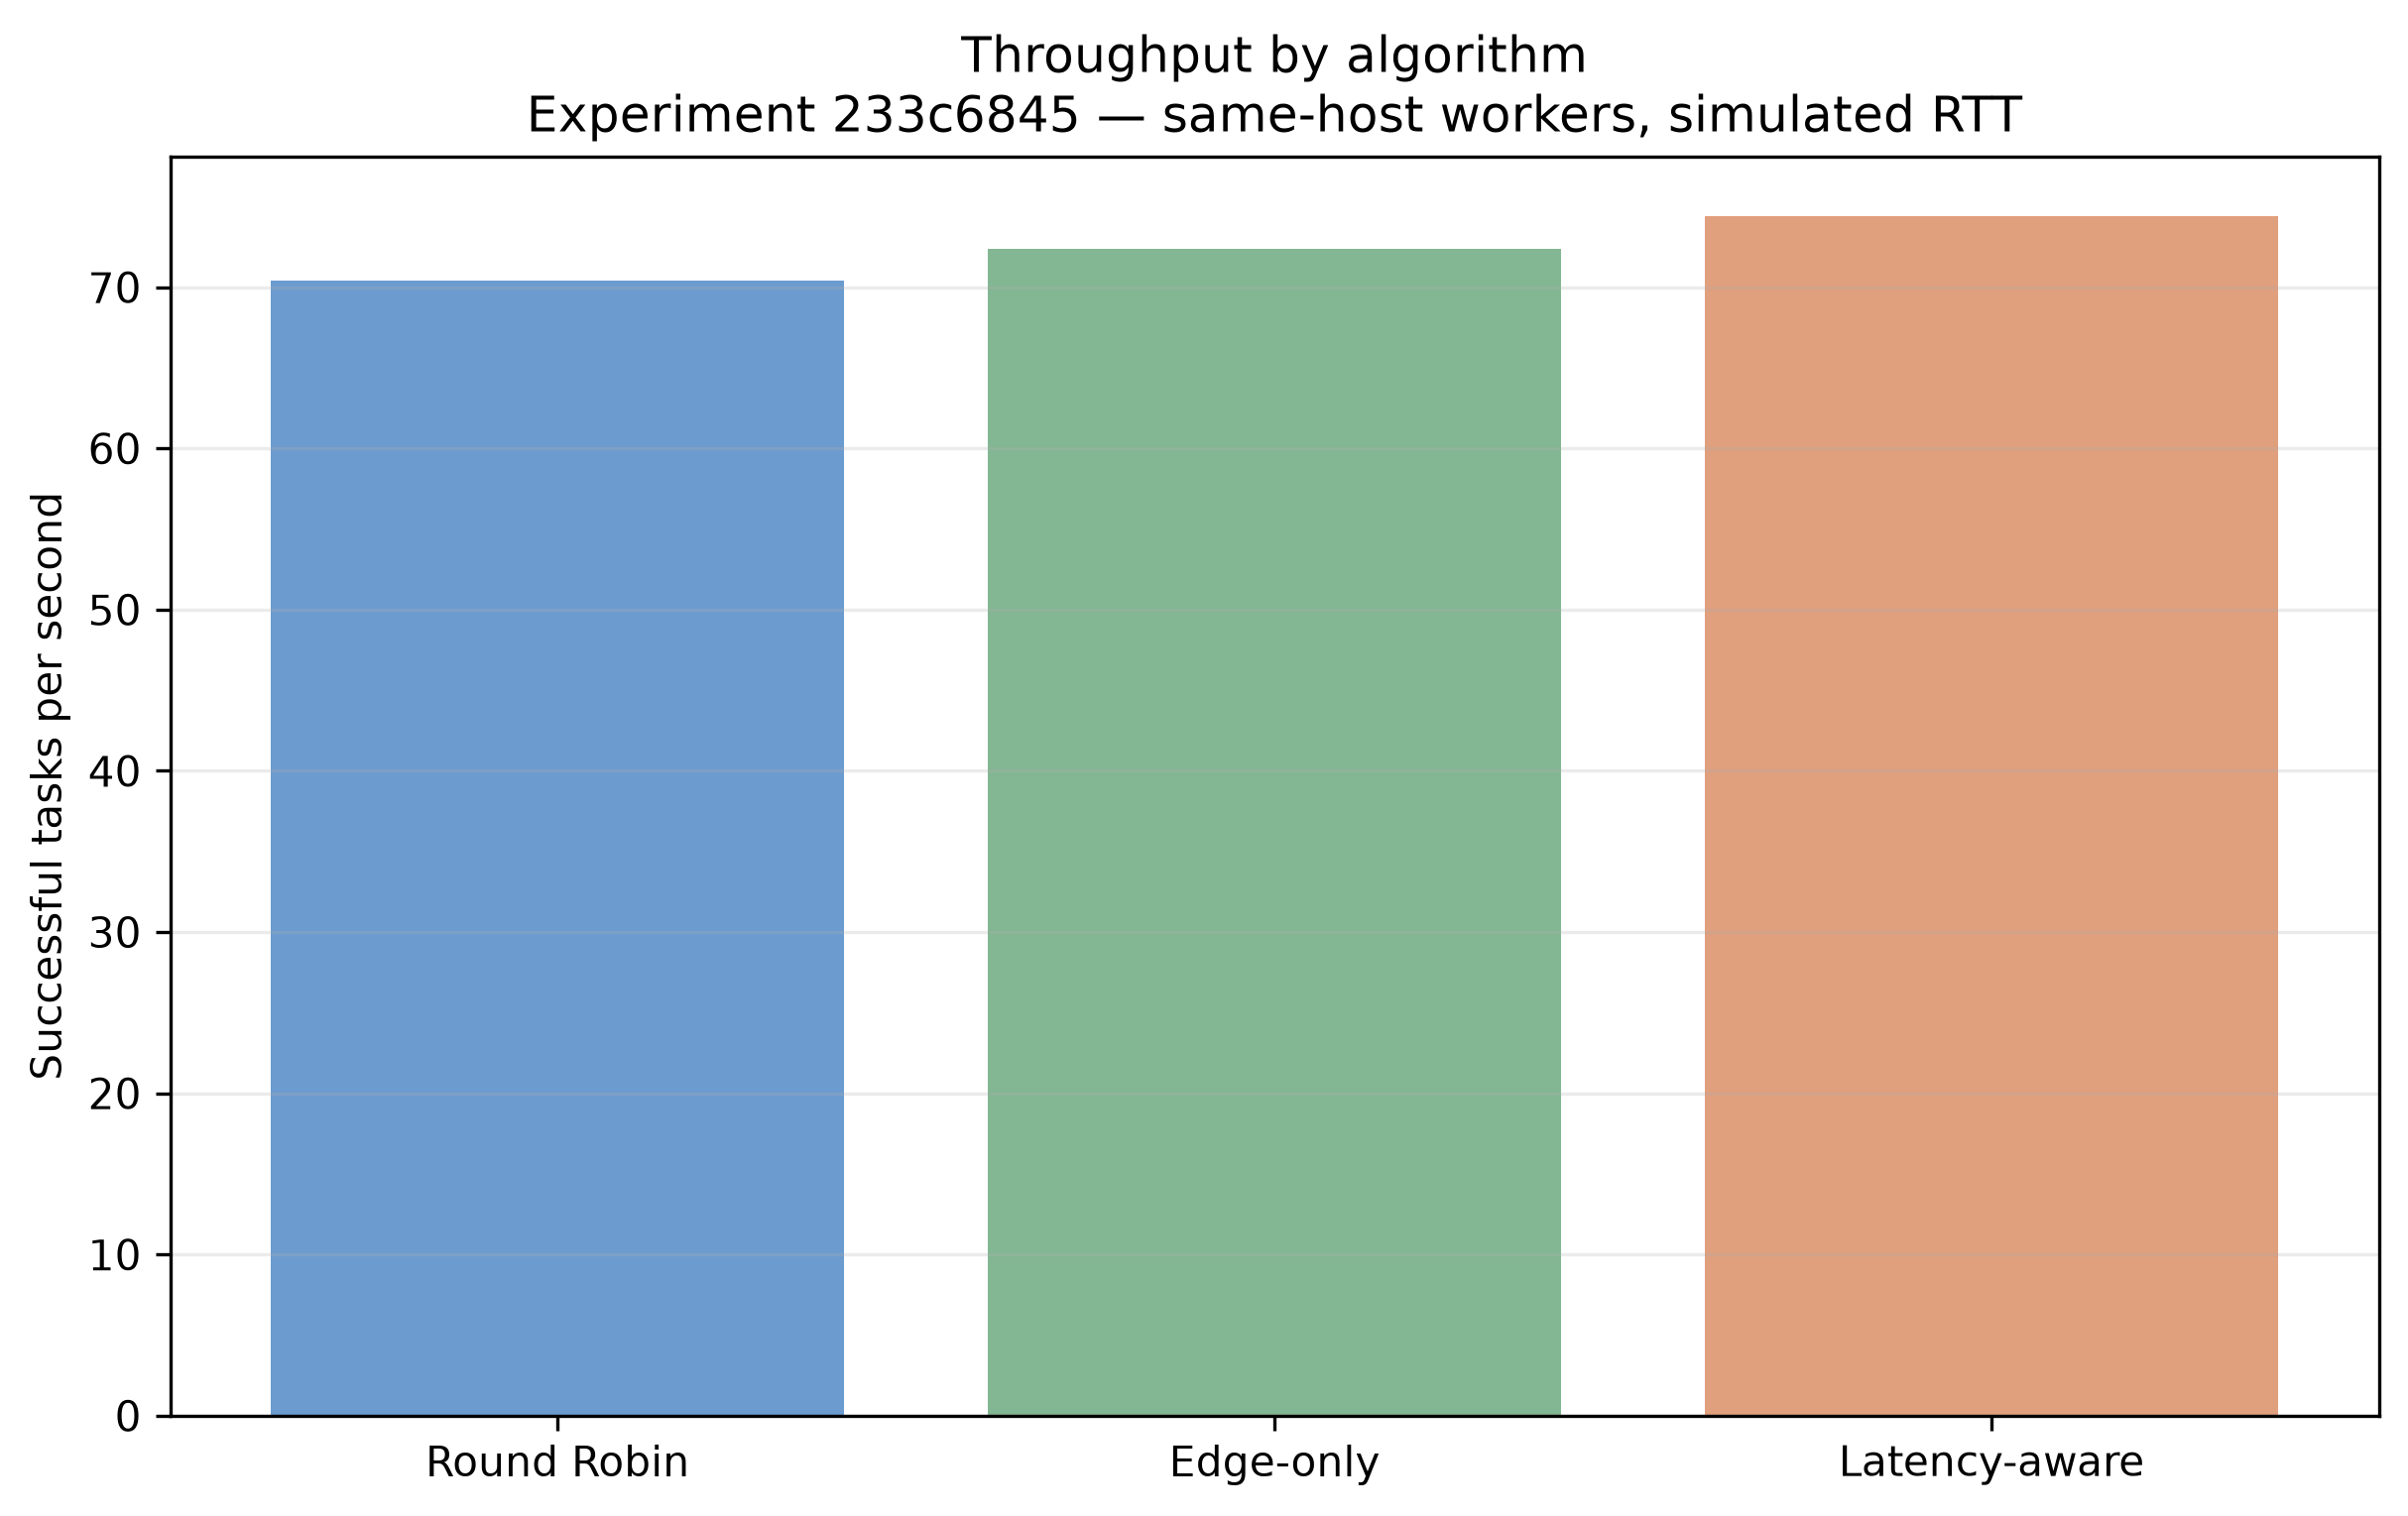 Throughput by algorithm
Experiment 233c6845 — same-host workers, simulated RTT
Successful tasks per second
70
60
50
40
30
20
10
0
Round Robin
Edge-only
Latency-aware